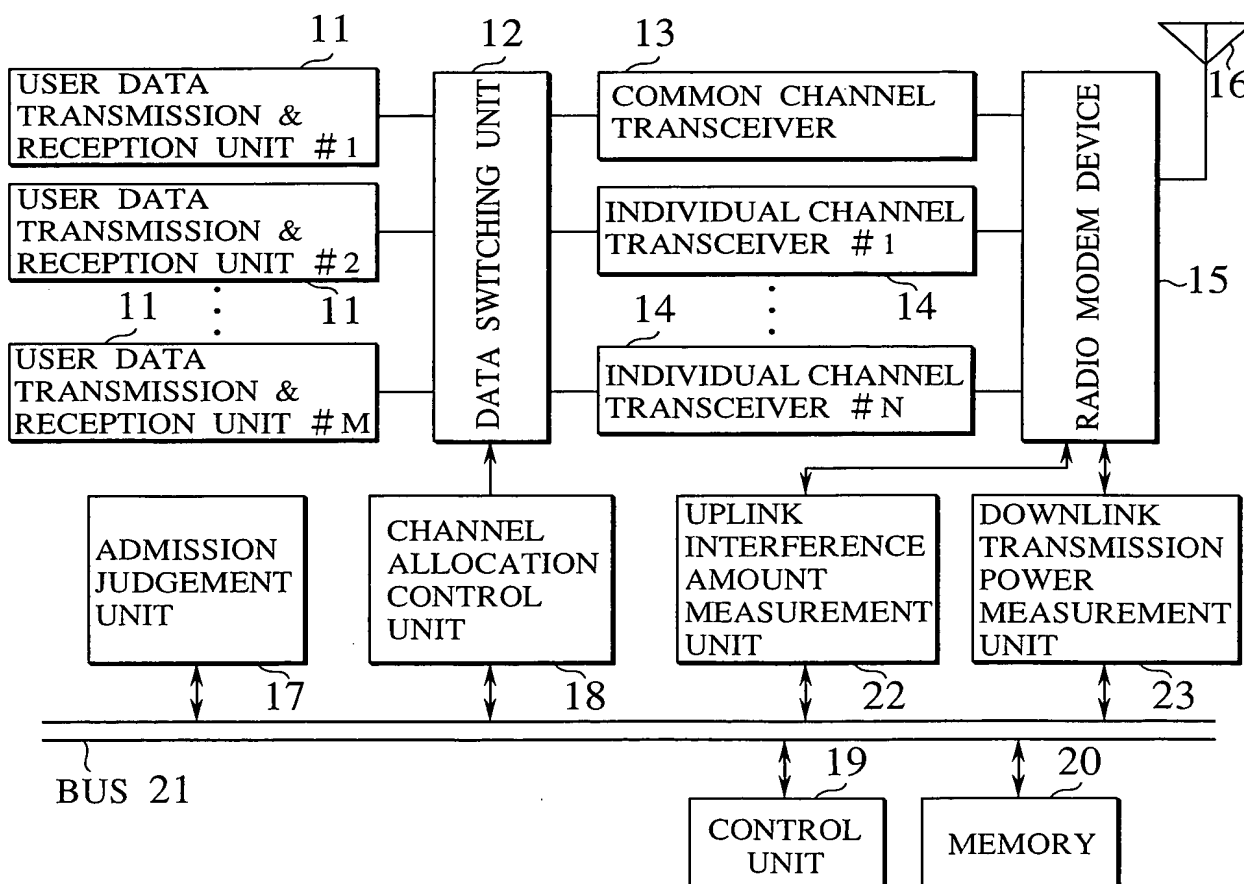 11
USER DATA
TRANSMISSION &
RECEPTION UNIT #1
USER DATA
TRANSMISSION &
RECEPTION UNIT #2
11
11
USER DATA
TRANSMISSION &
RECEPTION UNIT #M
12
DATA SWITCHING UNIT
13
COMMON CHANNEL
TRANSCEIVER
INDIVIDUAL CHANNEL
TRANSCEIVER #1
14
14
INDIVIDUAL CHANNEL
TRANSCEIVER #N
RADIO MODEM DEVICE
15
16
ADMISSION
JUDGEMENT
UNIT
17
CHANNEL
ALLOCATION
CONTROL
UNIT
18
UPLINK
INTERFERENCE
AMOUNT
MEASUREMENT
UNIT
22
DOWNLINK
TRANSMISSION
POWER
MEASUREMENT
UNIT
23
BUS 21
19
CONTROL
UNIT
20
MEMORY